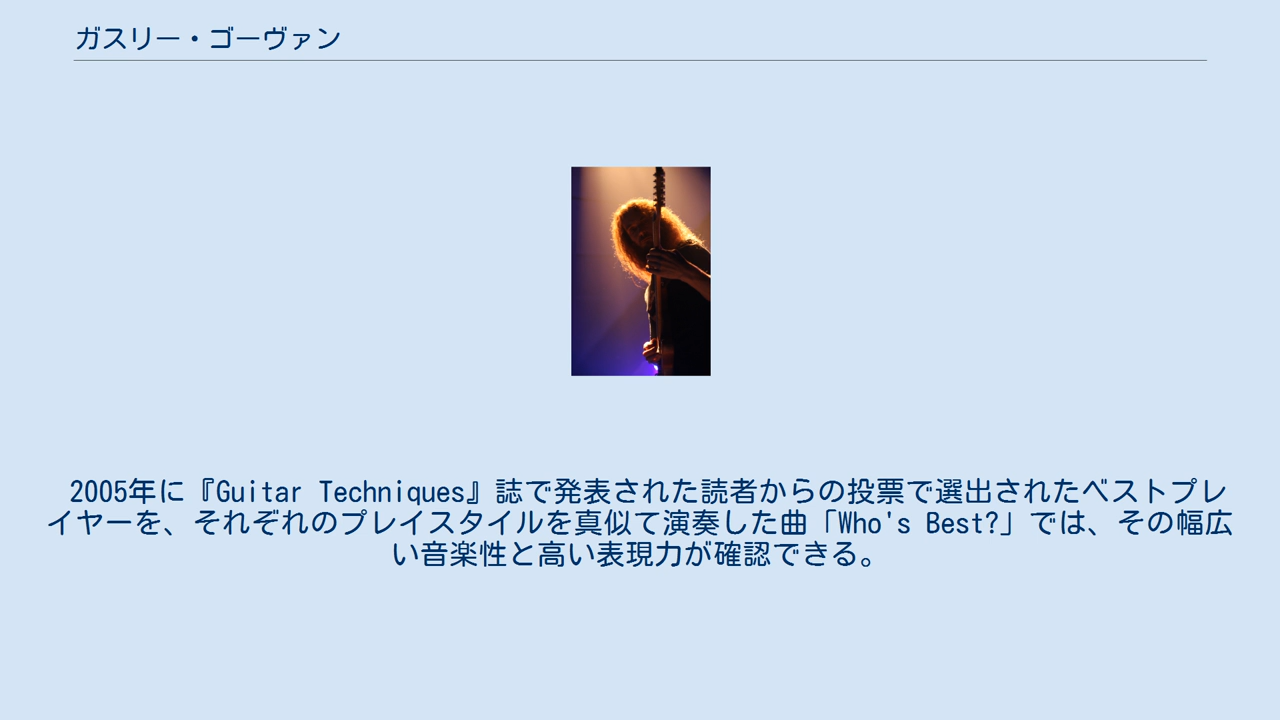 ガスリー・ゴーヴァン
2005年に『Guitar Techniques』誌で発表された読者からの投票で選出されたベストプレ
イヤーを、それぞれのプレイスタイルを真似て演奏した曲「Who's Best?」では、その幅広
い音楽性と高い表現力が確認できる。